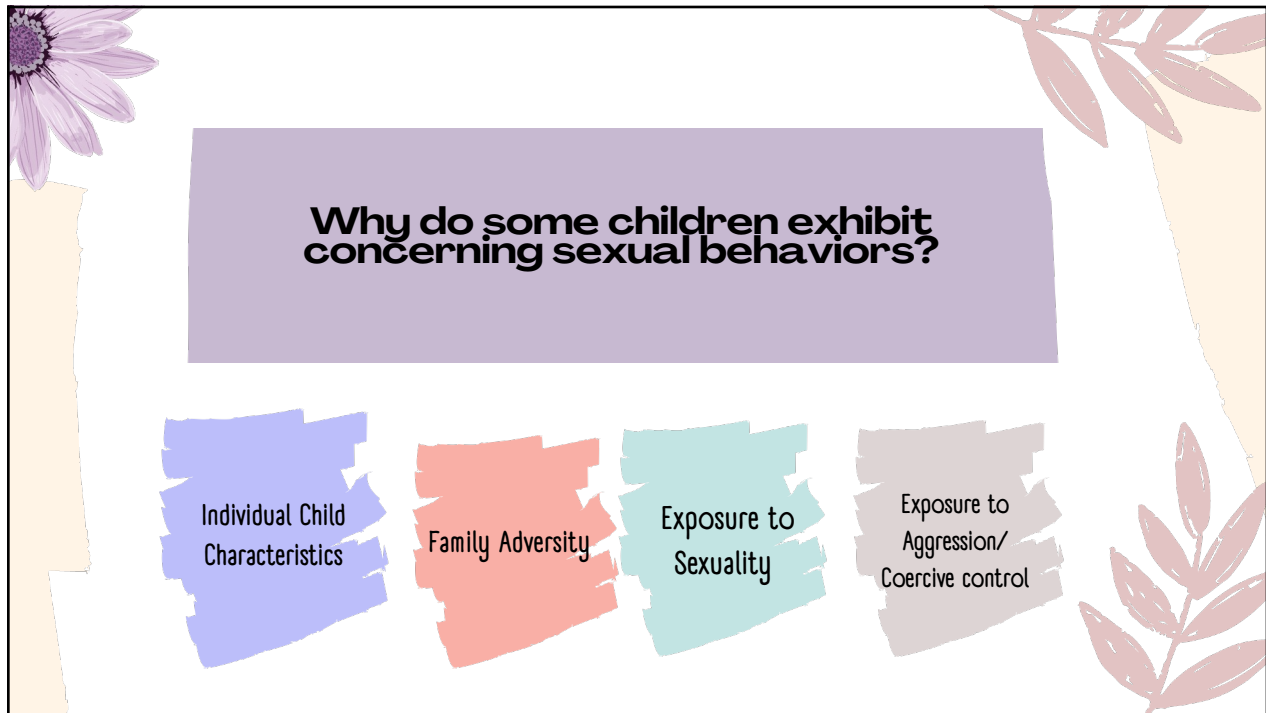 Why do some children exhibit
concerning sexual behaviors?
Individual Child
Characteristics
Family Adversity
Exposure to
Sexuality
Exposure to
Aggression/
Coercive control